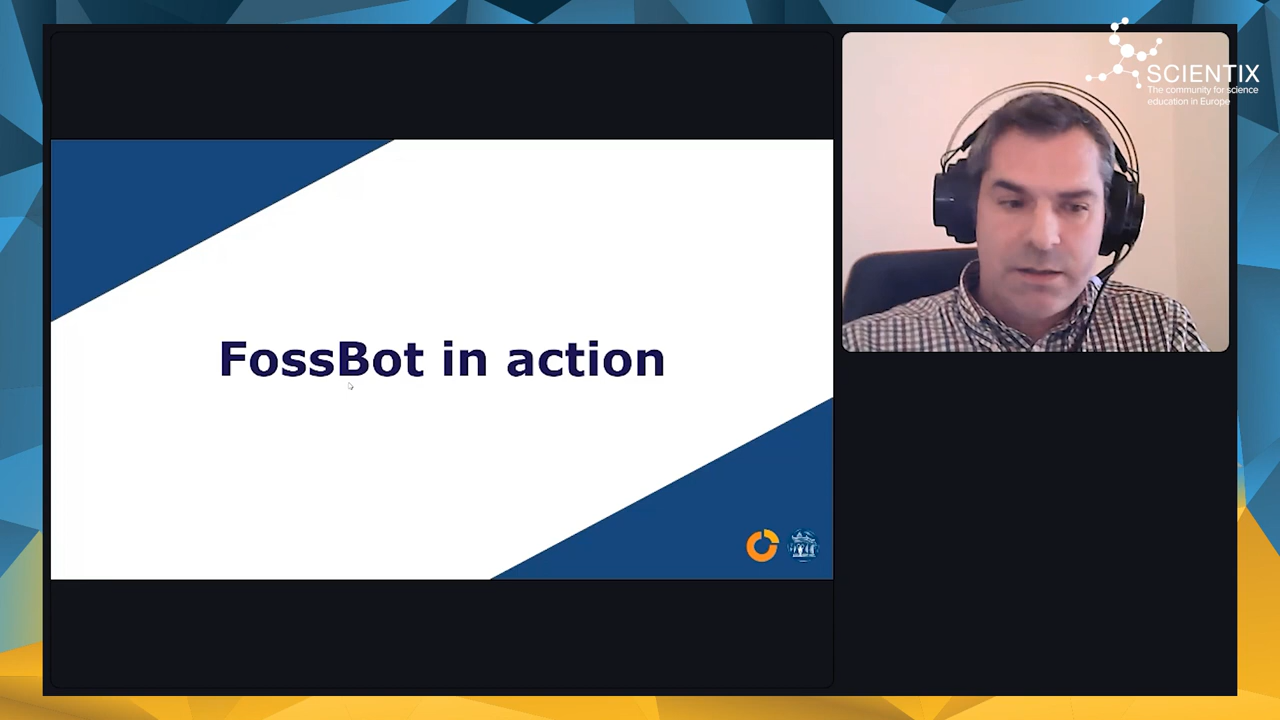 FossBot in action
SCIENTIX
The community for science
education in Europe